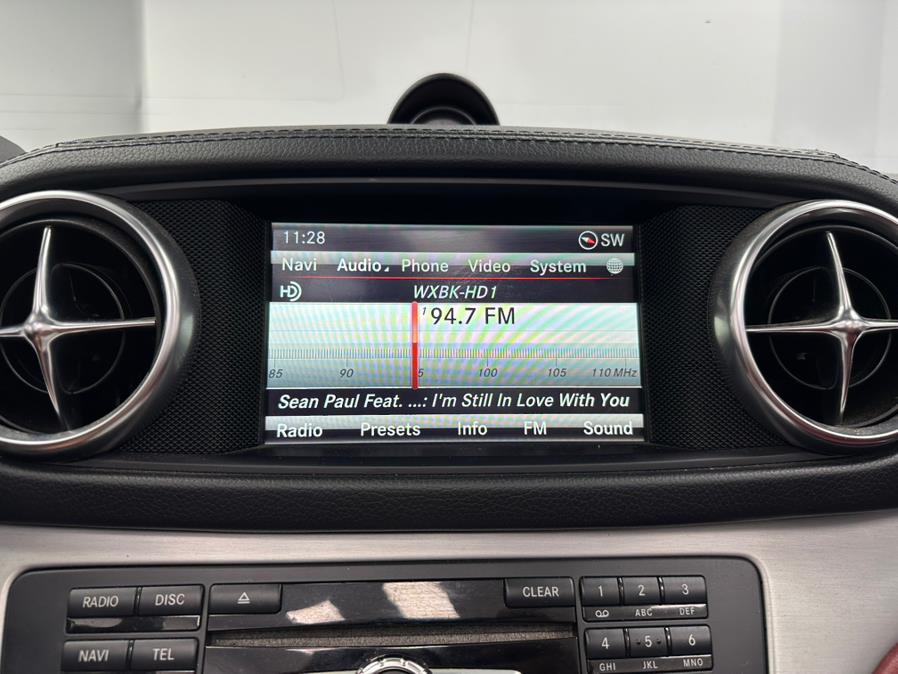 11:28 SW
Navi Audio Phone Video System
HD WXBK-HD1
1 94.7 FM
85 90 5 100 105 110 MHz
Sean Paul Feat. ...: I'm Still In Love With You
Radio Presets Info FM Sound
RADIO DISC CLEAR 1 2 3
ABC DEF
NAVI TEL 4 -5- 6
GHI JKL MNO